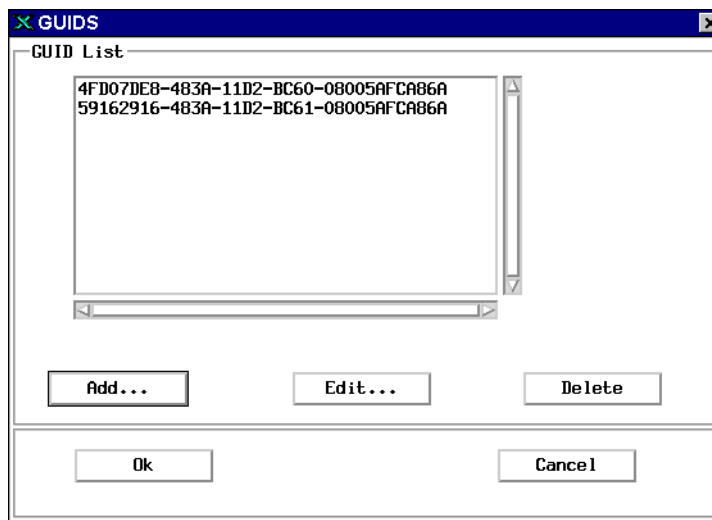 GUIDS
GUID List
4FD07DE8-483A-11D2-BC60-08005AFCA86A
59162916-483A-11D2-BC61-08005AFCA86A
Add... Edit... Delete
Ok Cancel